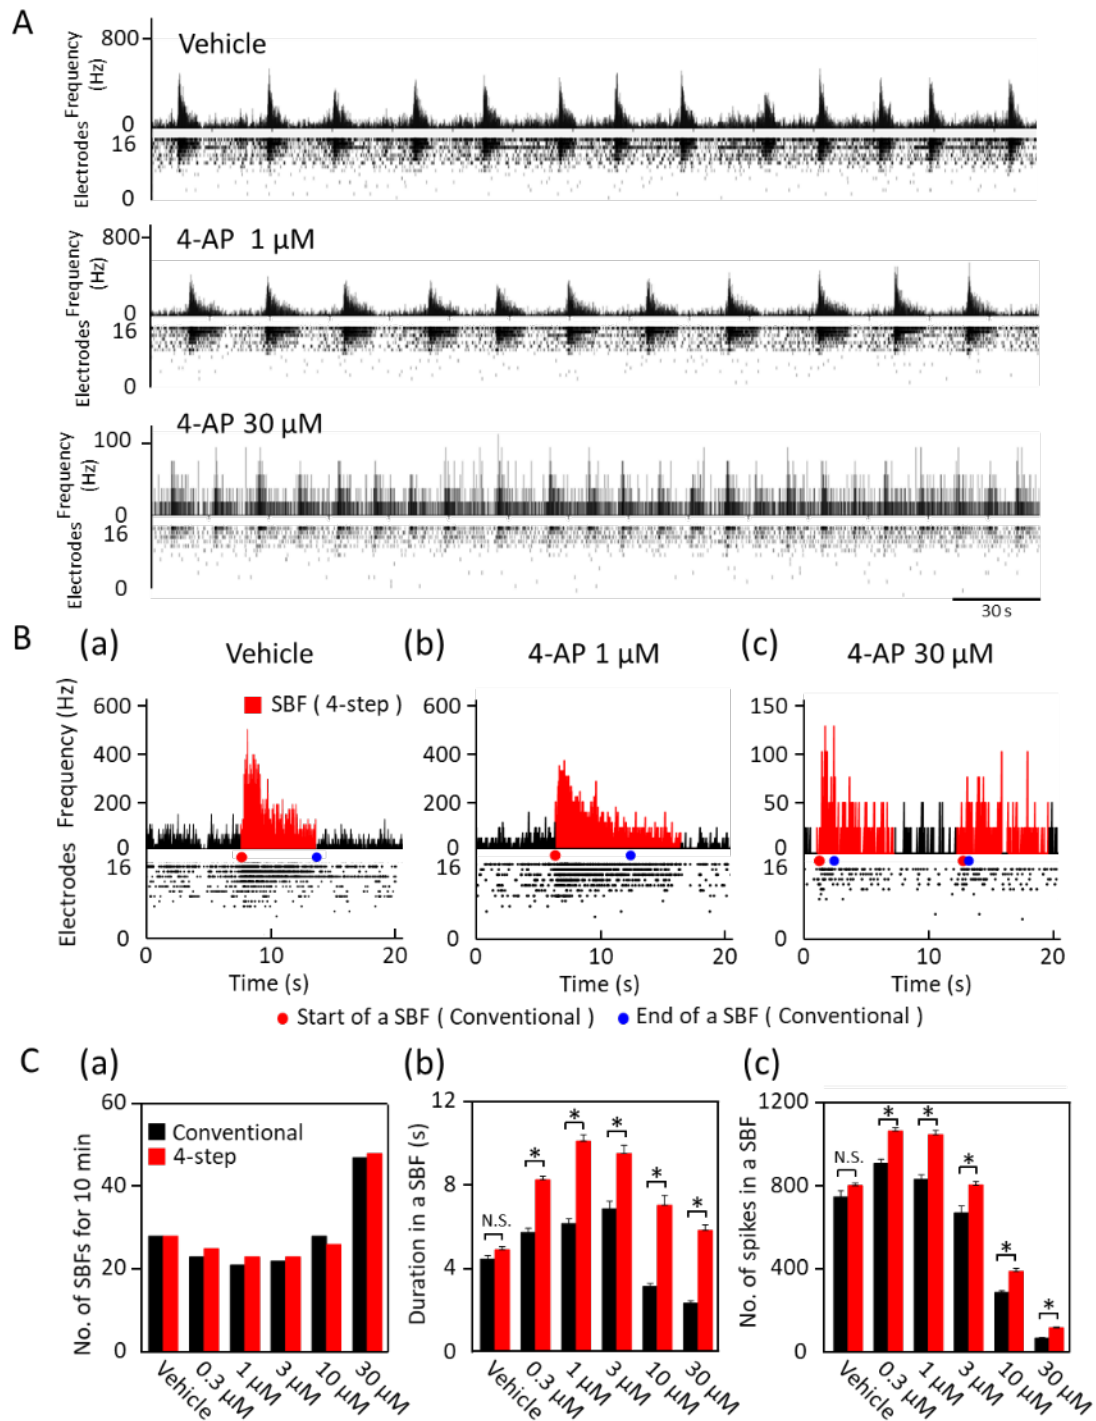 A
Vehicle
Frequency (Hz)
800
0
Electrodes
16
0
4-AP 1 μM
Frequency (Hz)
800
0
Electrodes
16
0
4-AP 30 μM
Frequency (Hz)
100
0
Electrodes
16
0
30 s
B
(a)
Vehicle
(b)
4-AP 1 μM
(c)
4-AP 30 μM
Electrodes Frequency (Hz)
600
400
200
0
16
0
SBF ( 4-step )
0 10 20
Time (s)
600
400
200
0
16
0
0 10 20
Time (s)
150
100
50
0
16
0
0 10 20
Time (s)
Start of a SBF ( Conventional )
End of a SBF ( Conventional )
C
(a)
No. of SBFs for 10 min
60
40
20
0
Conventional
4-step
Vehicle
0.3 μM
1 μM
3 μM
10 μM
30 μM
(b)
Duration in a SBF (s)
12
8
4
0
N.S.
*
*
*
*
*
Vehicle
0.3 μM
1 μM
3 μM
10 μM
30 μM
(c)
No. of spikes in a SBF
1200
800
400
0
N.S.
*
*
*
*
*
Vehicle
0.3 μM
1 μM
3 μM
10 μM
30 μM